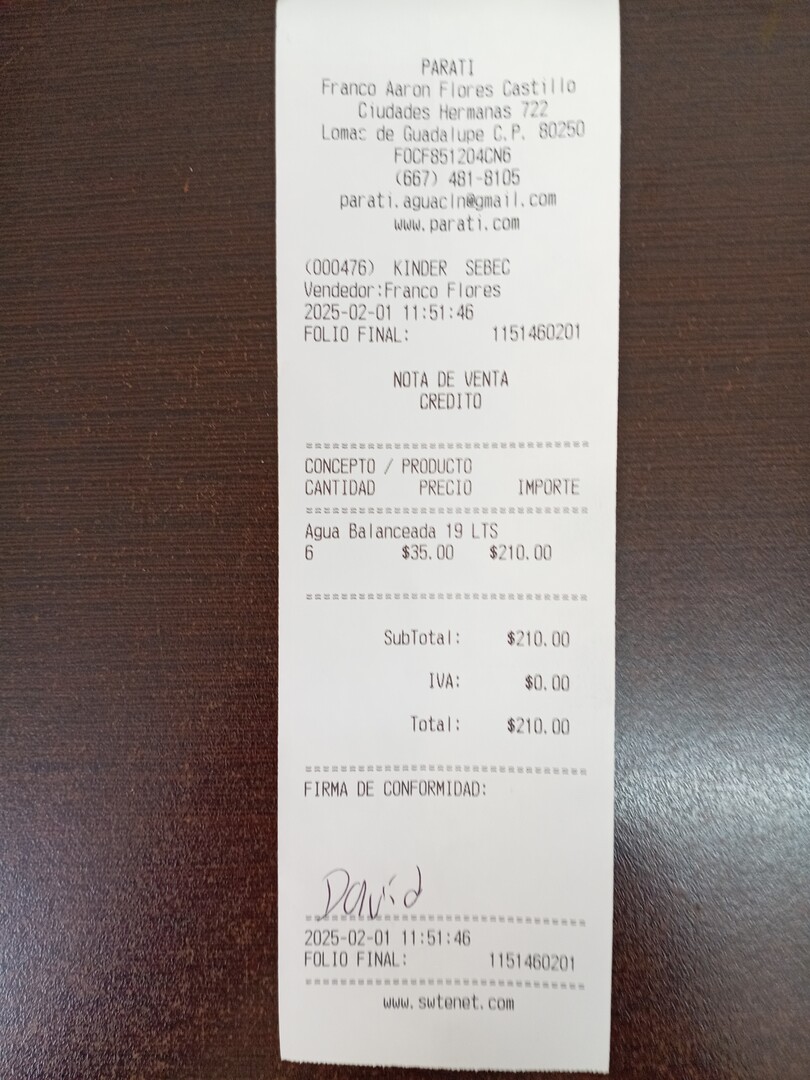 PARATI
Franco Aaron Flores Castillo
Ciudades Hermanas 722
Lomas de Guadalupe C.P. 80250
FOCF851204CN6
(667) 481-8105
parati.aguacln@gmail.com
www.parati.com
(000476) KINDER SEBEC
Vendedor:Franco Flores
2025-02-01 11:51:46
FOLIO FINAL: 1151460201
NOTA DE VENTA
CREDITO
================================
CONCEPTO / PRODUCTO
CANTIDAD PRECIO IMPORTE
================================
Agua Balanceada 19 LTS
6 $35.00 $210.00
================================
SubTotal: $210.00
IVA: $0.00
Total: $210.00
================================
FIRMA DE CONFORMIDAD:
David
================================
2025-02-01 11:51:46
FOLIO FINAL: 1151460201
================================
www.swtenet.com